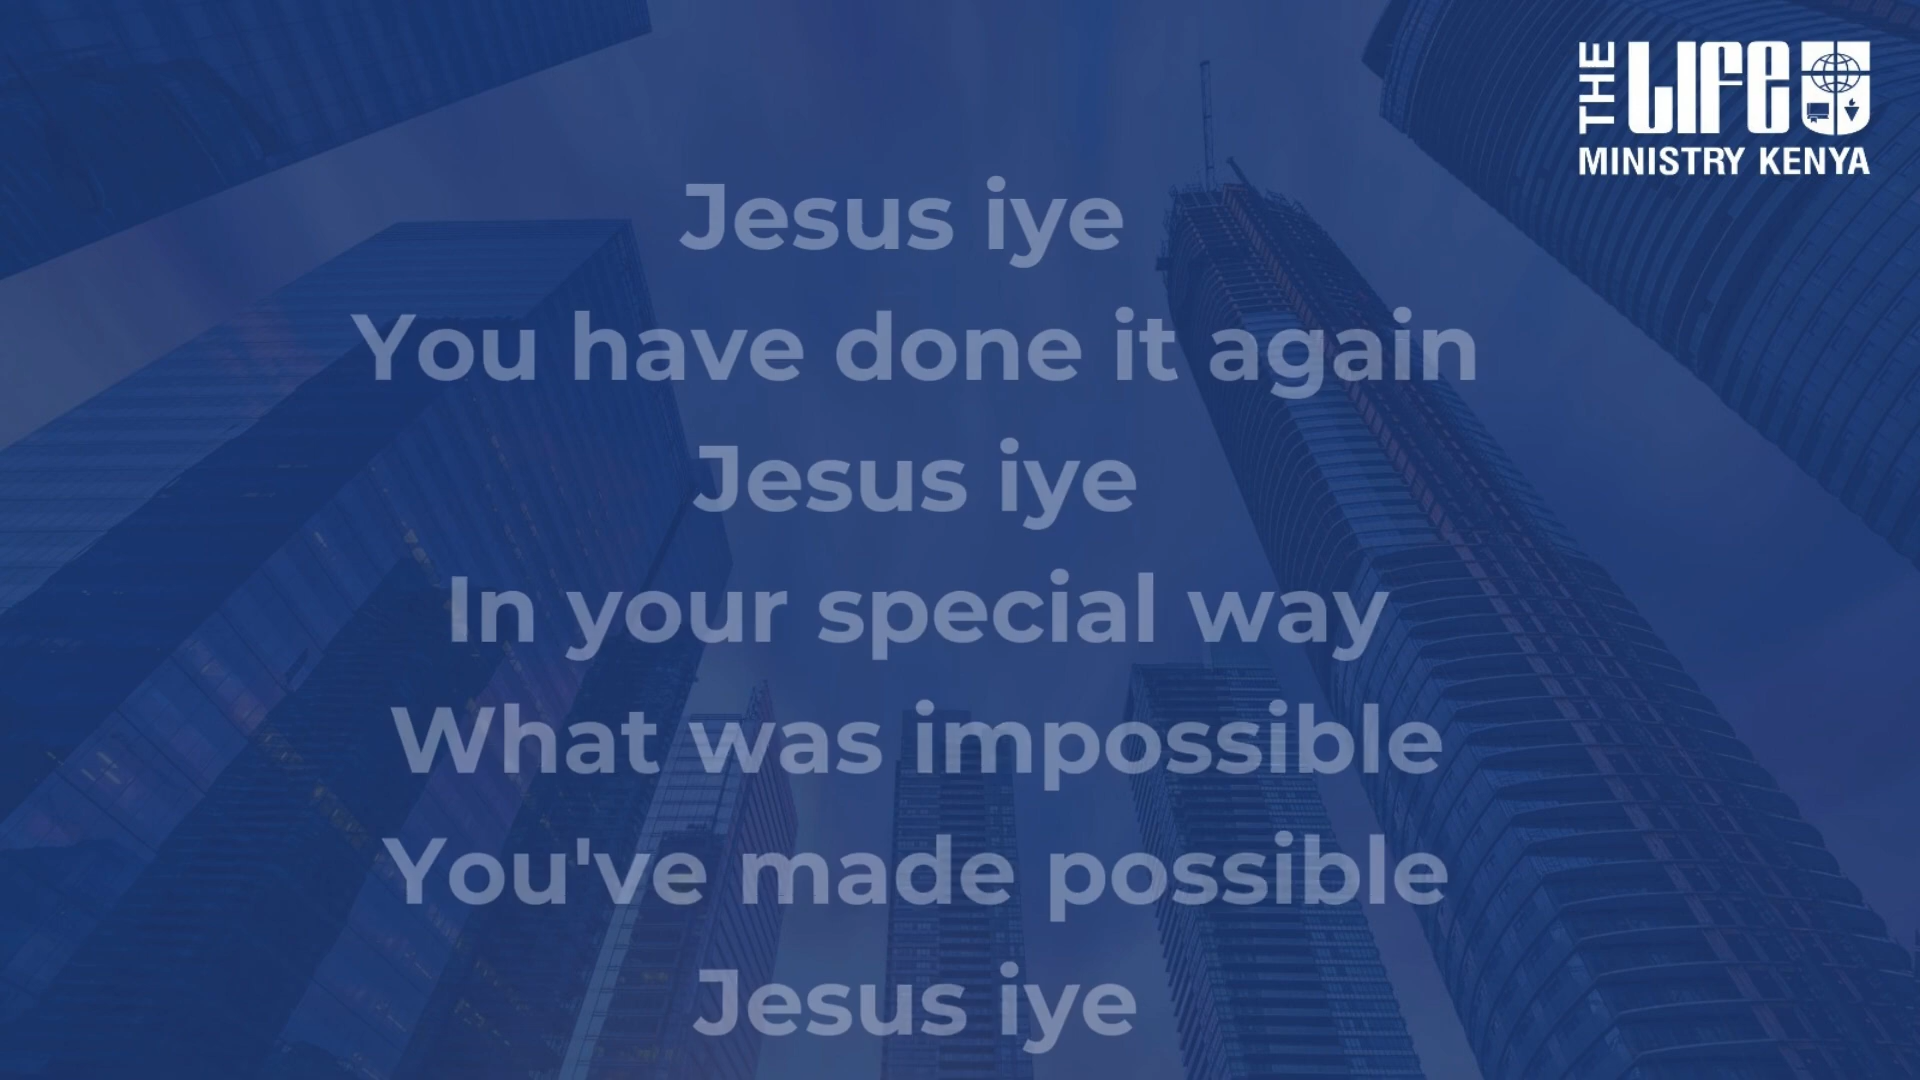 THE LIFE
MINISTRY KENYA
Jesus iye
You have done it again
Jesus iye
In your special way
What was impossible
You've made possible
Jesus iye